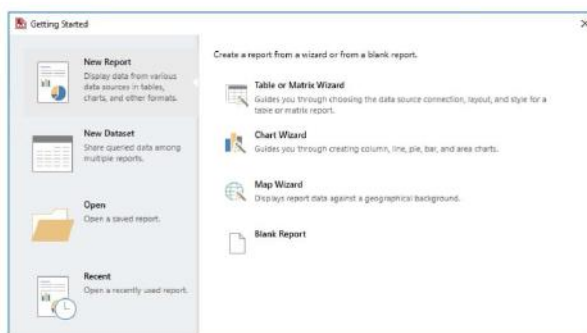 Getting Started
New Report
Display data from various
data sources in tables,
charts, and other formats.
New Dataset
Share queried data among
multiple reports.
Open
Open a saved report.
Recent
Open a recently used report.
Create a report from a wizard or from a blank report.
Table or Matrix Wizard
Guides you through choosing the data source connection, layout, and style for a
table or matrix report.
Chart Wizard
Guides you through creating column, line, pie, bar, and area charts.
Map Wizard
Displays report data against a geographical background.
Blank Report